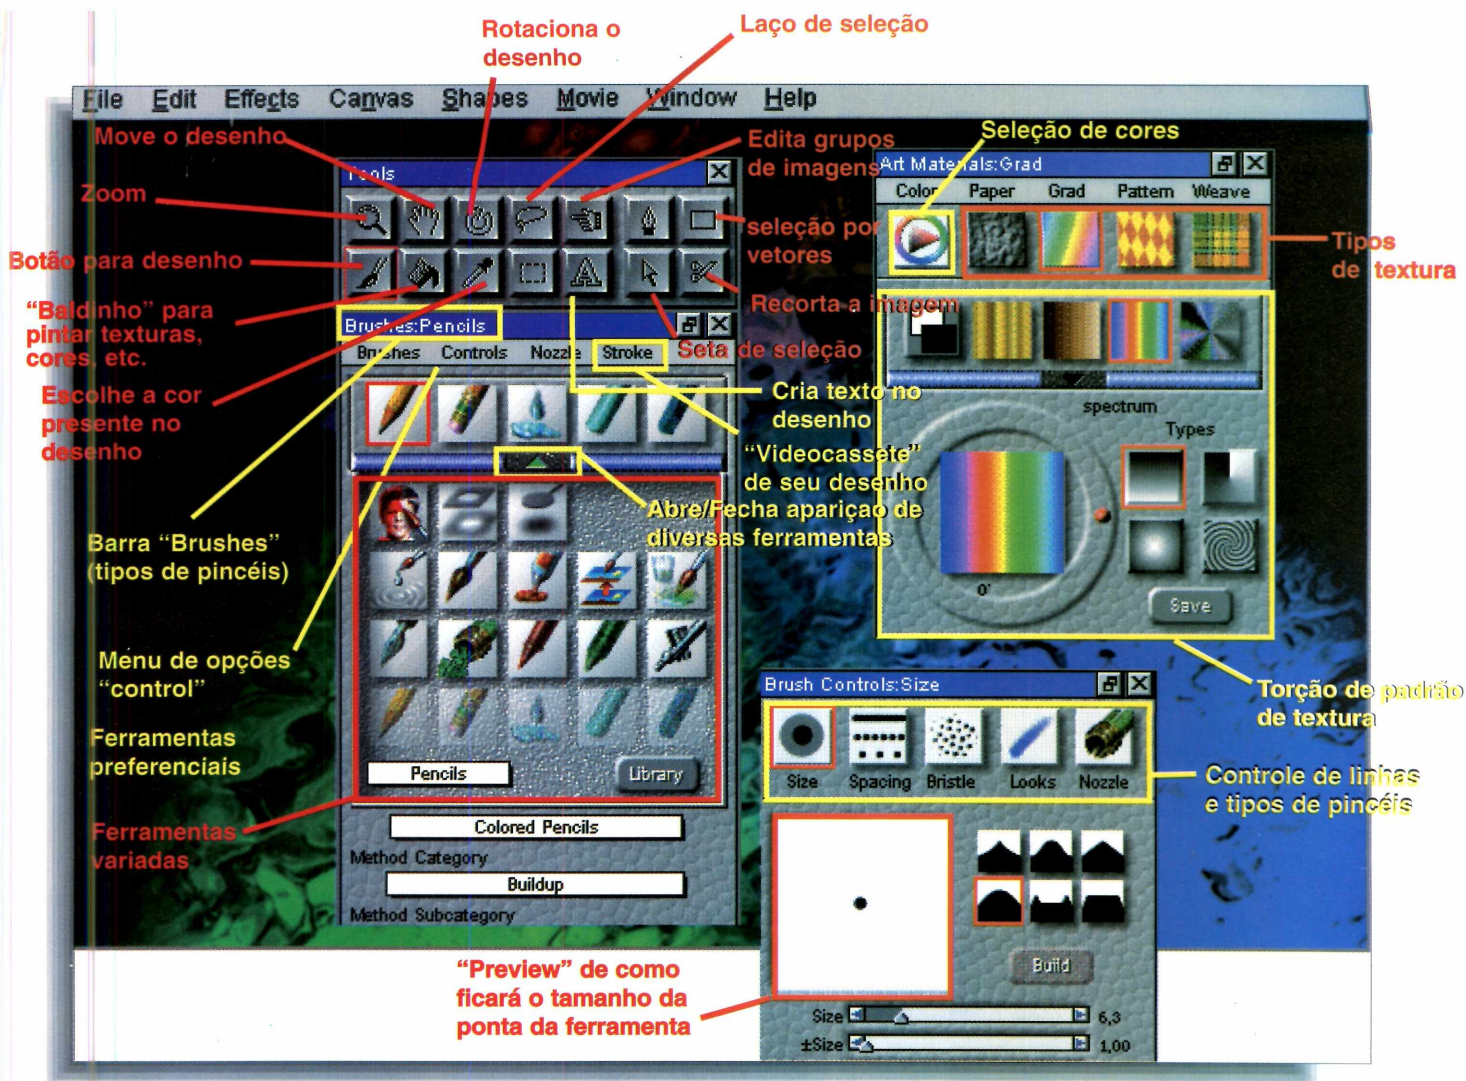 Rotaciona o
desenho
Laço de seleção
File Edit Effects Canvas Shapes Movie Window Help
Move o desenho
Edita grupos
de imagens
Seleção de cores
Zoom
Tools
Art Materials:Grad
Color Paper Grad Pattern Weave
Botão para desenho
seleção por
vetores
Tipos
de textura
"Baldinho" para
pintar texturas,
cores, etc.
Recorta a imagem
Brushes:Pencils
Brushes Controls Nozzle Stroke
Seta de seleção
Escolhe a cor
presente no
desenho
Cria texto no
desenho
spectrum
Types
"Videocassete"
de seu desenho
Abre/Fecha apariçao de
diversas ferramentas
Barra "Brushes"
(tipos de pincéis)
0°
Save
Menu de opções
"control"
Brush Controls:Size
Torção de padrão
de textura
Ferramentas
preferenciais
Pencils
Library
Size Spacing Bristle Looks Nozzle
Controle de linhas
e tipos de pincéis
Ferramentas
variadas
Colored Pencils
Method Category
Buildup
Method Subcategory
"Preview" de como
ficará o tamanho da
ponta da ferramenta
Build
Size 6,3
±Size 1,00